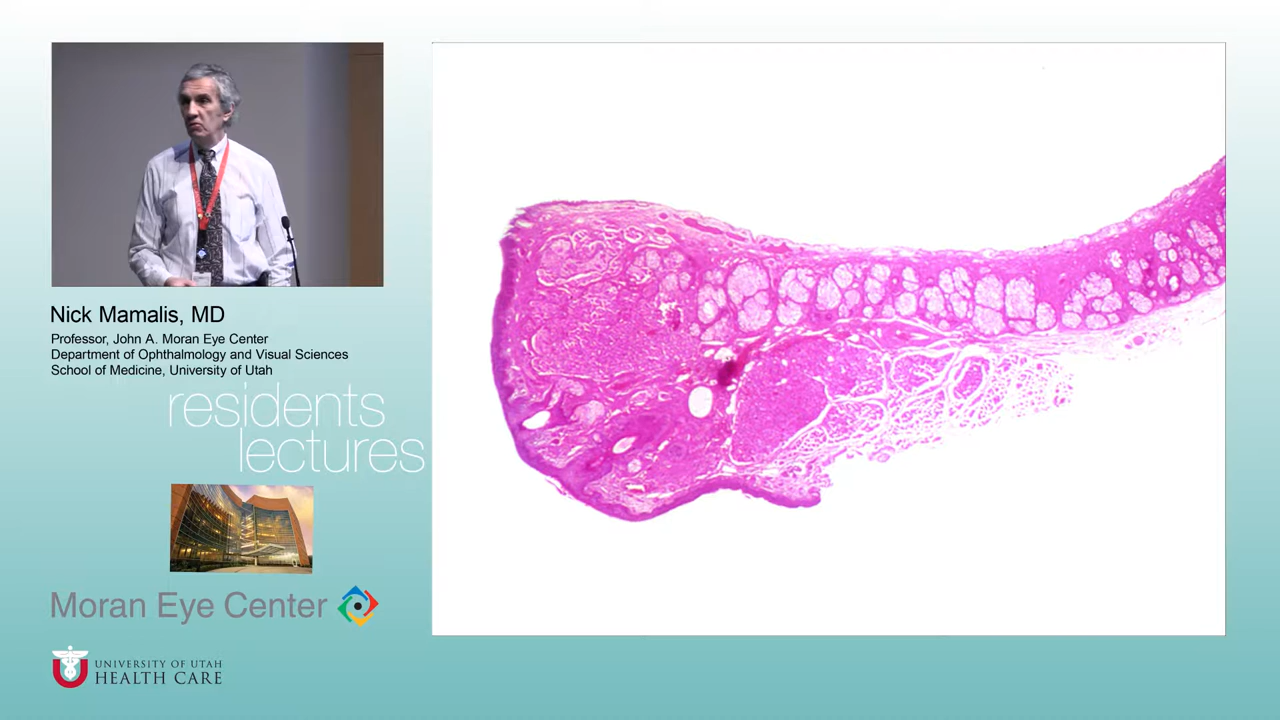 Nick Mamalis, MD
Professor, John A. Moran Eye Center
Department of Ophthalmology and Visual Sciences
School of Medicine, University of Utah
residents
lectures
Moran Eye Center
UNIVERSITY OF UTAH
HEALTH CARE